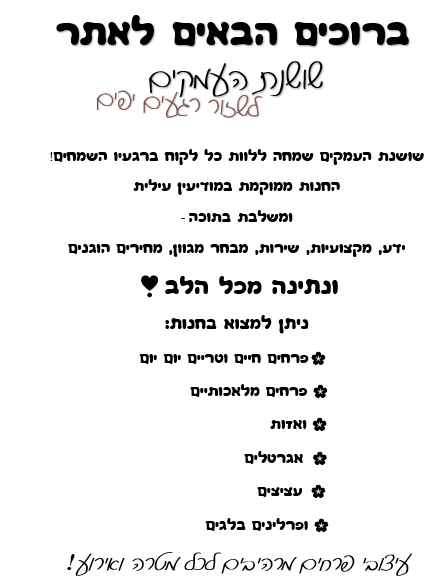 ברוכים הבאים לאתר
שושנת העמקים
לשזור רגעים יפים
שושנת העמקים שמחה ללוות כל לקוח ברגעיו השמחים!
החנות ממוקמת במודיעין עילית
ומשלבת בתוכה -
ידע, מקצועיות, שירות, מבחר מגוון, מחירים הוגנים
ונתינה מכל הלב ❣
ניתן למצוא בחנות:
✿ פרחים חיים וטריים יום יום
✿ פרחים מלאכותיים
✿ ואזות
✿ אגרטלים
✿ עציצים
✿ ופרלינים בלגים
עיצובי פרחים מרהיבים לכל מטרה ואירוע!